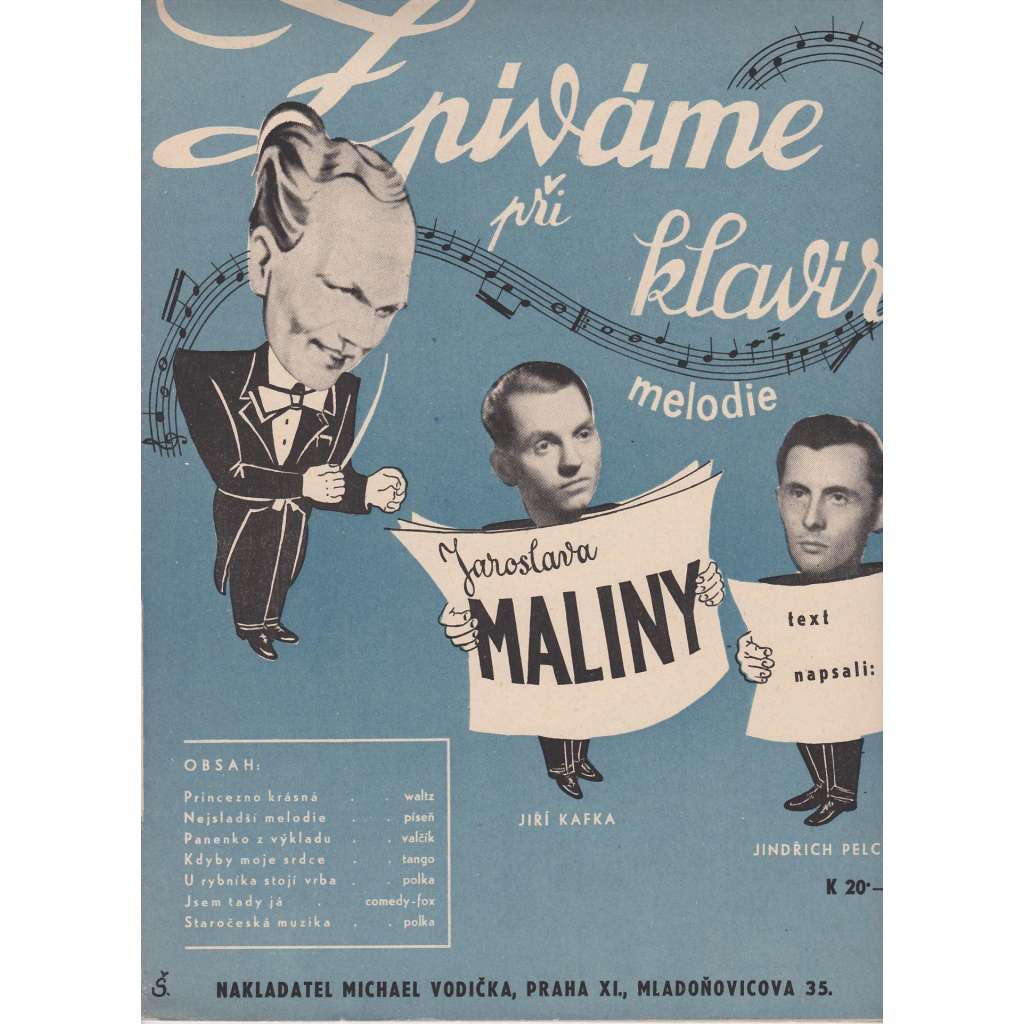 Zpíváme
při
klavír
melodie
Jaroslava
MALINY
text
napsali:
JIŘÍ KAFKA
JINDŘICH PELC
K 20·—
OBSAH:
Princezno krásná . . waltz
Nejsladší melodie . . píseň
Panenko z výkladu . . valčík
Kdyby moje srdce . . tango
U rybníka stojí vrba . . polka
Jsem tady já . comedy-fox
Staročeská muzika . . polka
Š.
NAKLADATEL MICHAEL VODIČKA, PRAHA XI., MLADOŇOVICOVA 35.